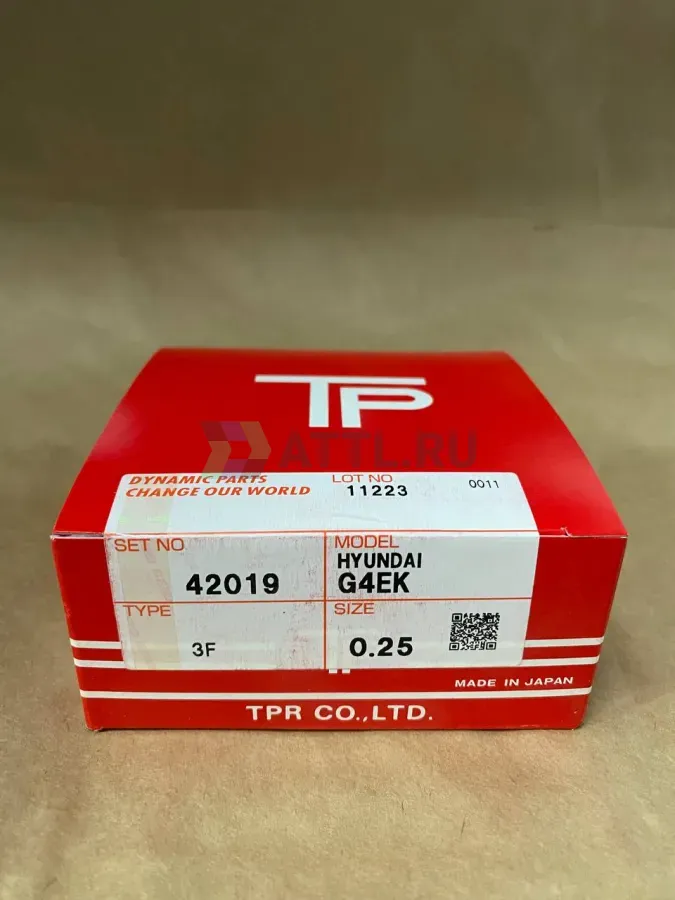 TP
ATTL.RU
DYNAMIC PARTS
CHANGE OUR WORLD
LOT NO
11223
0011
SET NO
42019
MODEL
HYUNDAI
G4EK
TYPE
3F
SIZE
0.25
MADE IN JAPAN
TPR CO.,LTD.